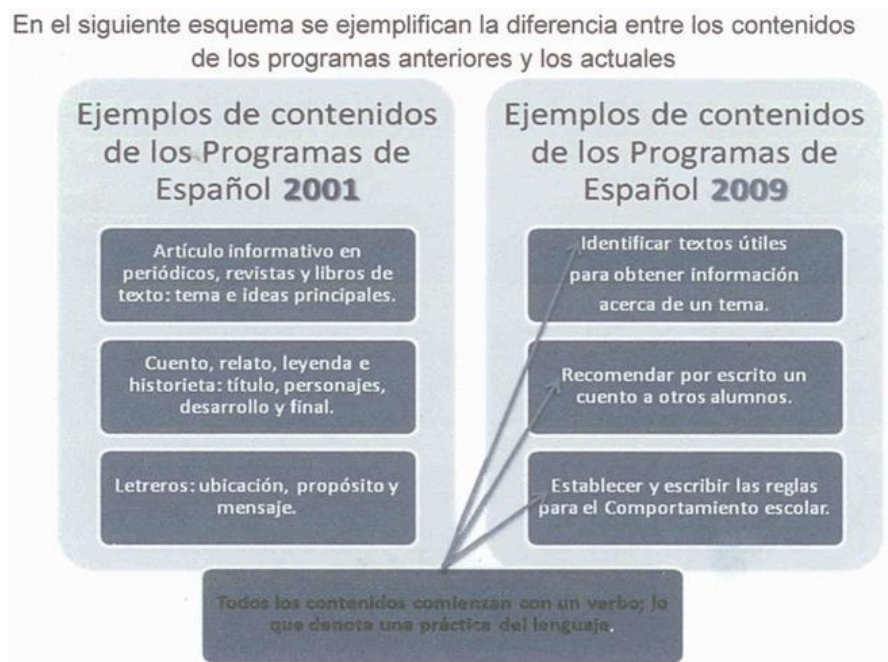 En el siguiente esquema se ejemplifican la diferencia entre los contenidos
de los programas anteriores y los actuales
Ejemplos de contenidos
de los Programas de
Español 2001
Artículo informativo en
periódicos, revistas y libros de
texto: tema e ideas principales.
Cuento, relato, leyenda e
historieta: título, personajes,
desarrollo y final.
Letreros: ubicación, propósito y
mensaje.
Ejemplos de contenidos
de los Programas de
Español 2009
Identificar textos útiles
para obtener información
acerca de un tema.
Recomendar por escrito un
cuento a otros alumnos.
Establecer y escribir las reglas
para el Comportamiento escolar.
Todos los contenidos comienzan con un verbo; lo
que denota una práctica del lenguaje.